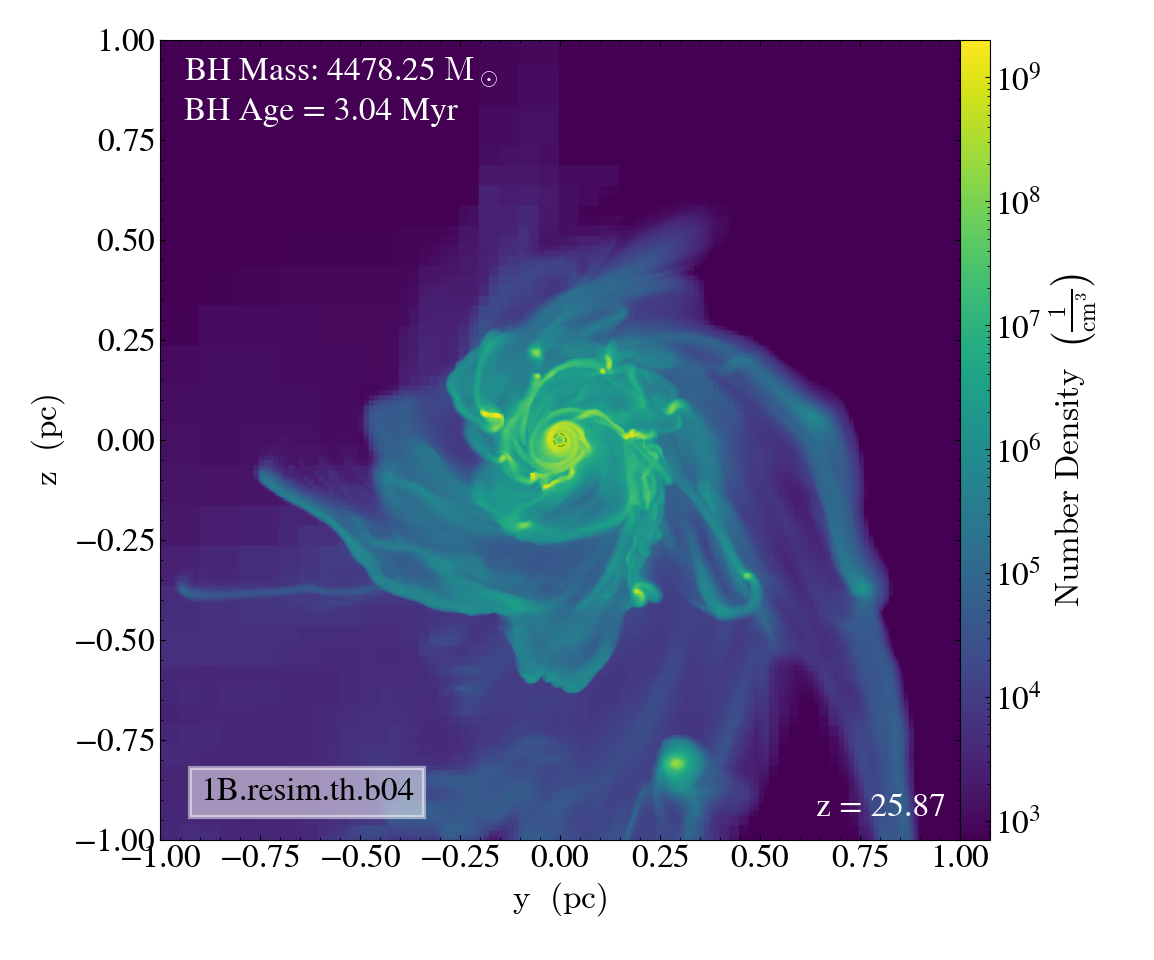 BH Mass: 4478.25 M☉
BH Age = 3.04 Myr
1B.resim.th.b04
z = 25.87
1.00
0.75
0.50
0.25
0.00
−0.25
−0.50
−0.75
−1.00
z (pc)
−1.00 −0.75 −0.50 −0.25 0.00 0.25 0.50 0.75 1.00
y (pc)
10⁹
10⁸
10⁷
10⁶
10⁵
10⁴
10³
Number Density (1/cm³)